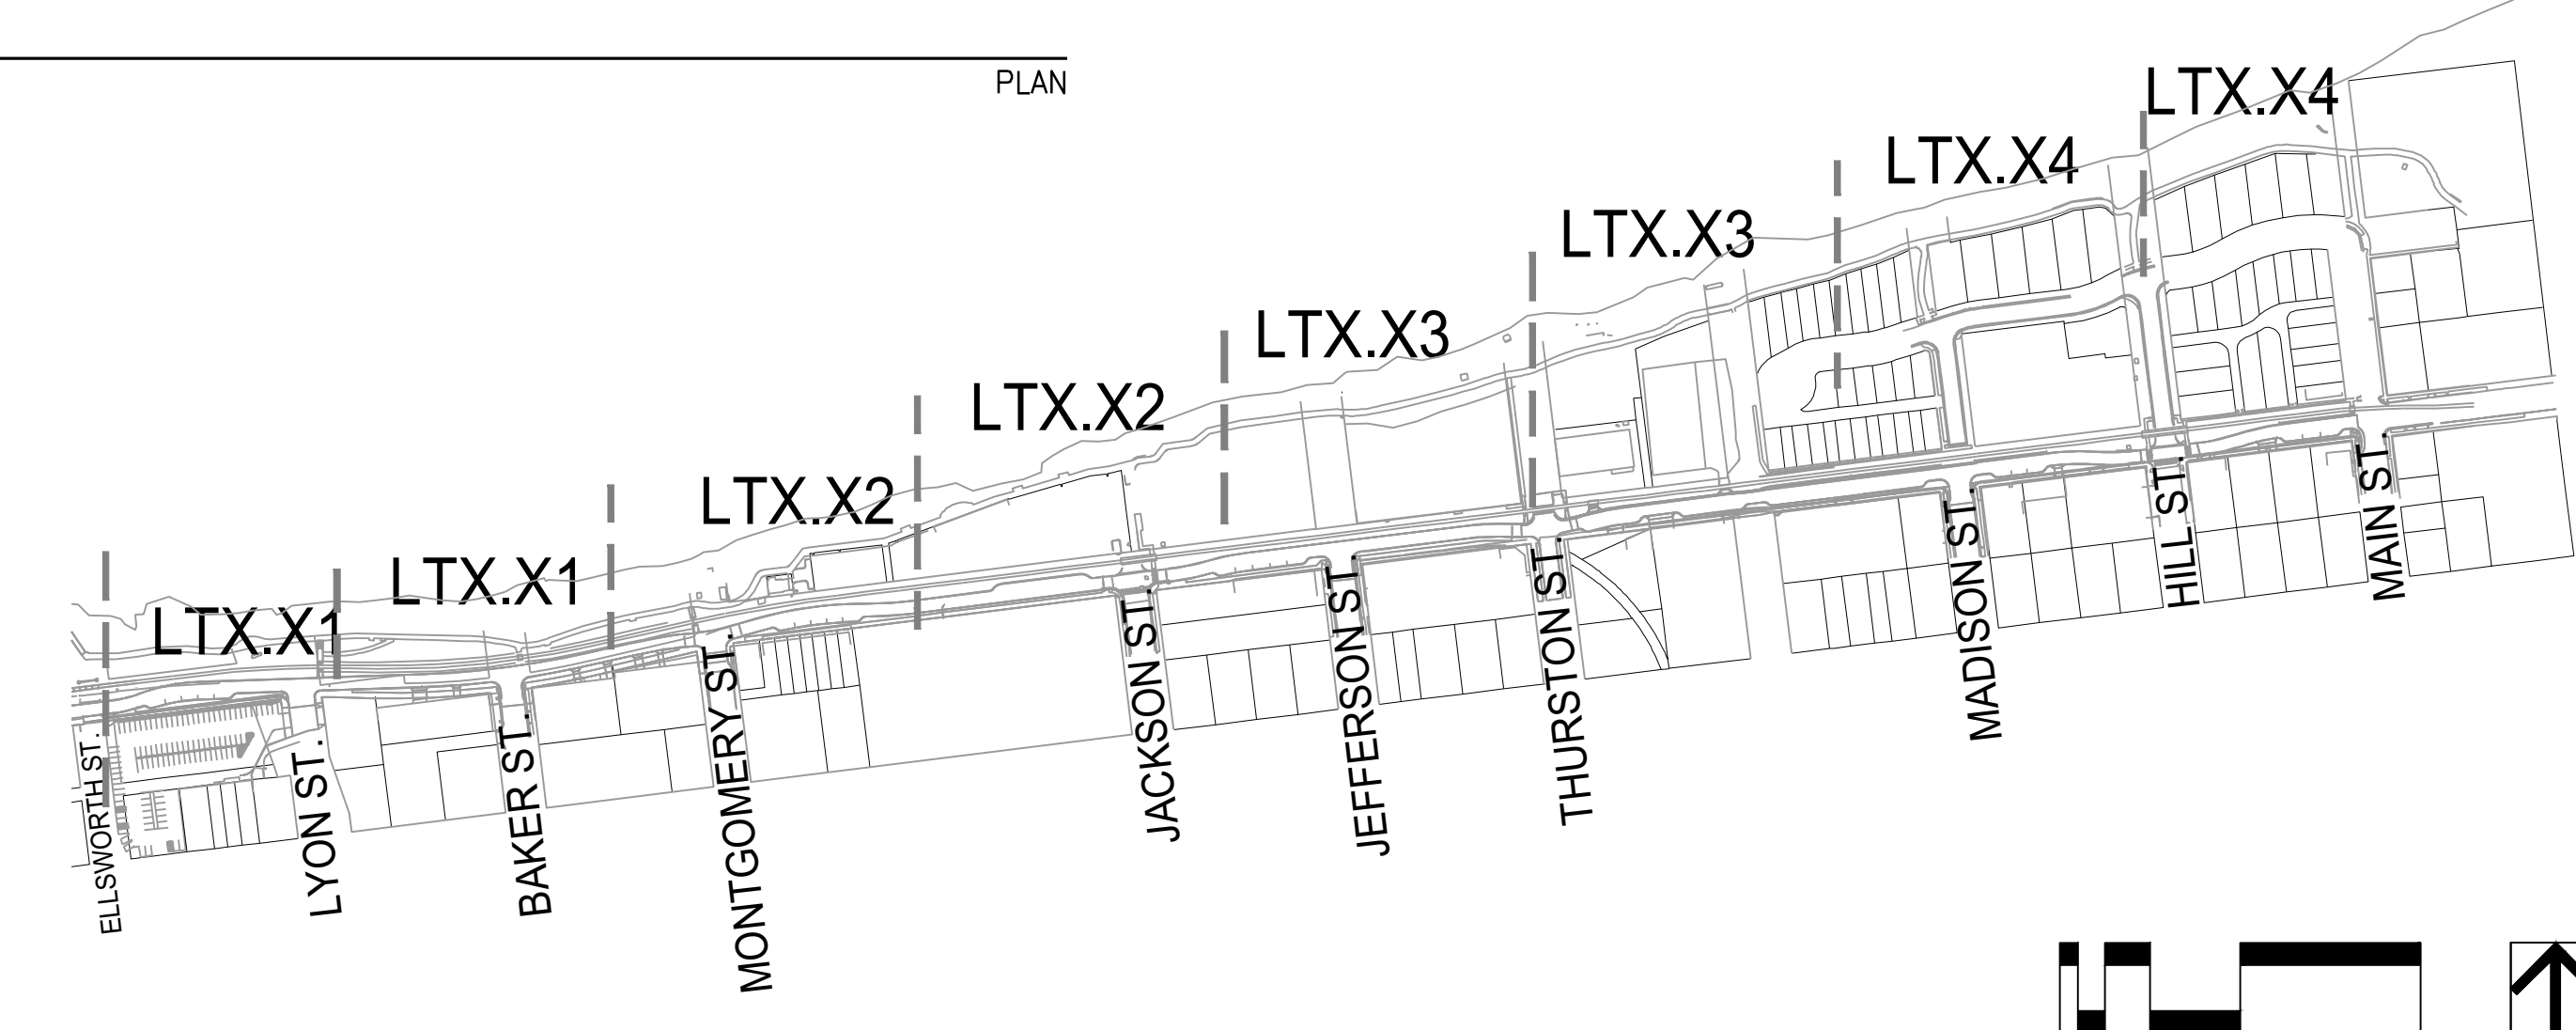 PLAN
LTX.X4
LTX.X4
LTX.X3
LTX.X3
LTX.X2
LTX.X2
LTX.X1
LTX.X1
ELLSWORTH ST.
LYON ST.
BAKER ST.
MONTGOMERY ST.
JACKSON ST.
JEFFERSON ST.
THURSTON ST.
MADISON ST.
HILL ST.
MAIN ST.